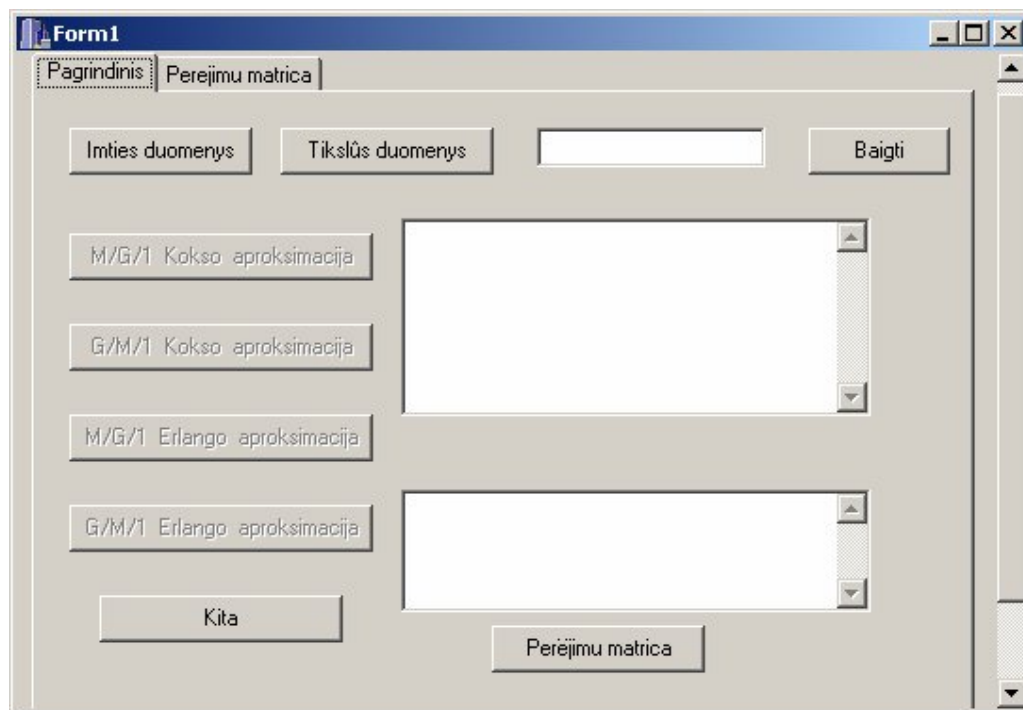 Form1
Pagrindinis Perejimu matrica
Imties duomenys Tikslûs duomenys Baigti
M/G/1 Kokso aproksimacija
G/M/1 Kokso aproksimacija
M/G/1 Erlango aproksimacija
G/M/1 Erlango aproksimacija
Kita
Perėjimu matrica